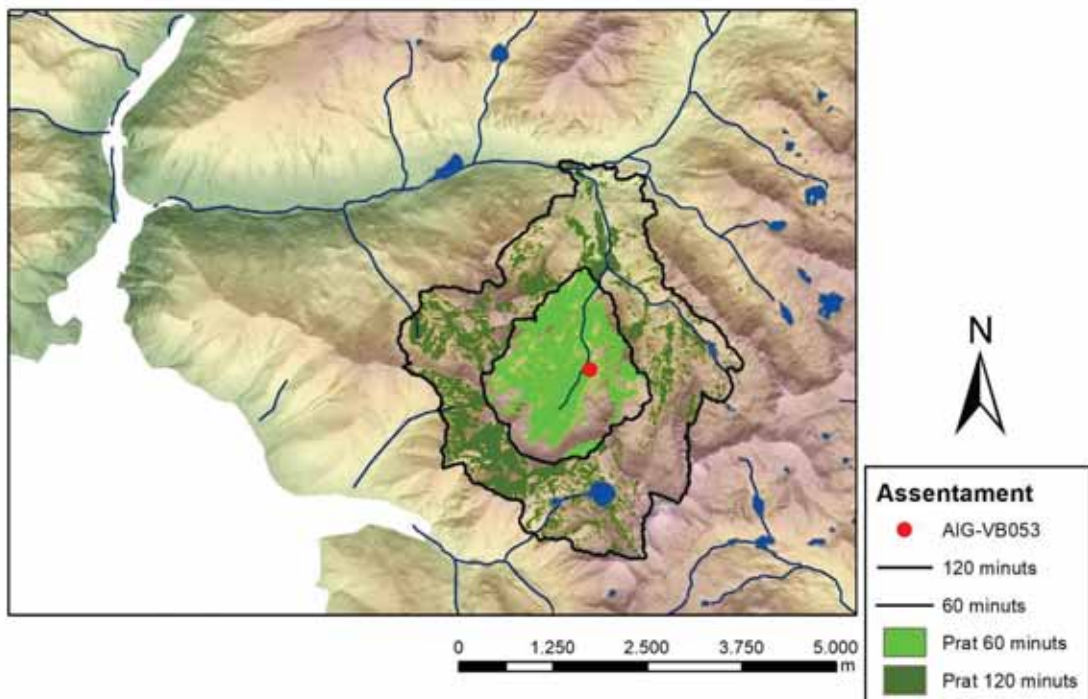 N
Assentament
AIG-VB053
120 minuts
60 minuts
Prat 60 minuts
Prat 120 minuts
0 1.250 2.500 3.750 5.000
m